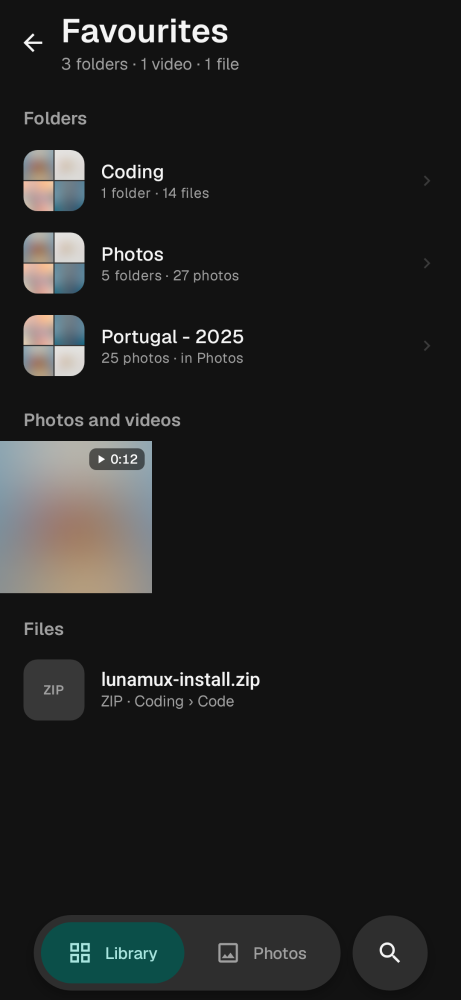 Favourites
3 folders · 1 video · 1 file
Folders
Coding
1 folder · 14 files
Photos
5 folders · 27 photos
Portugal - 2025
25 photos · in Photos
Photos and videos
0:12
Files
ZIP
lunamux-install.zip
ZIP · Coding › Code
Library
Photos